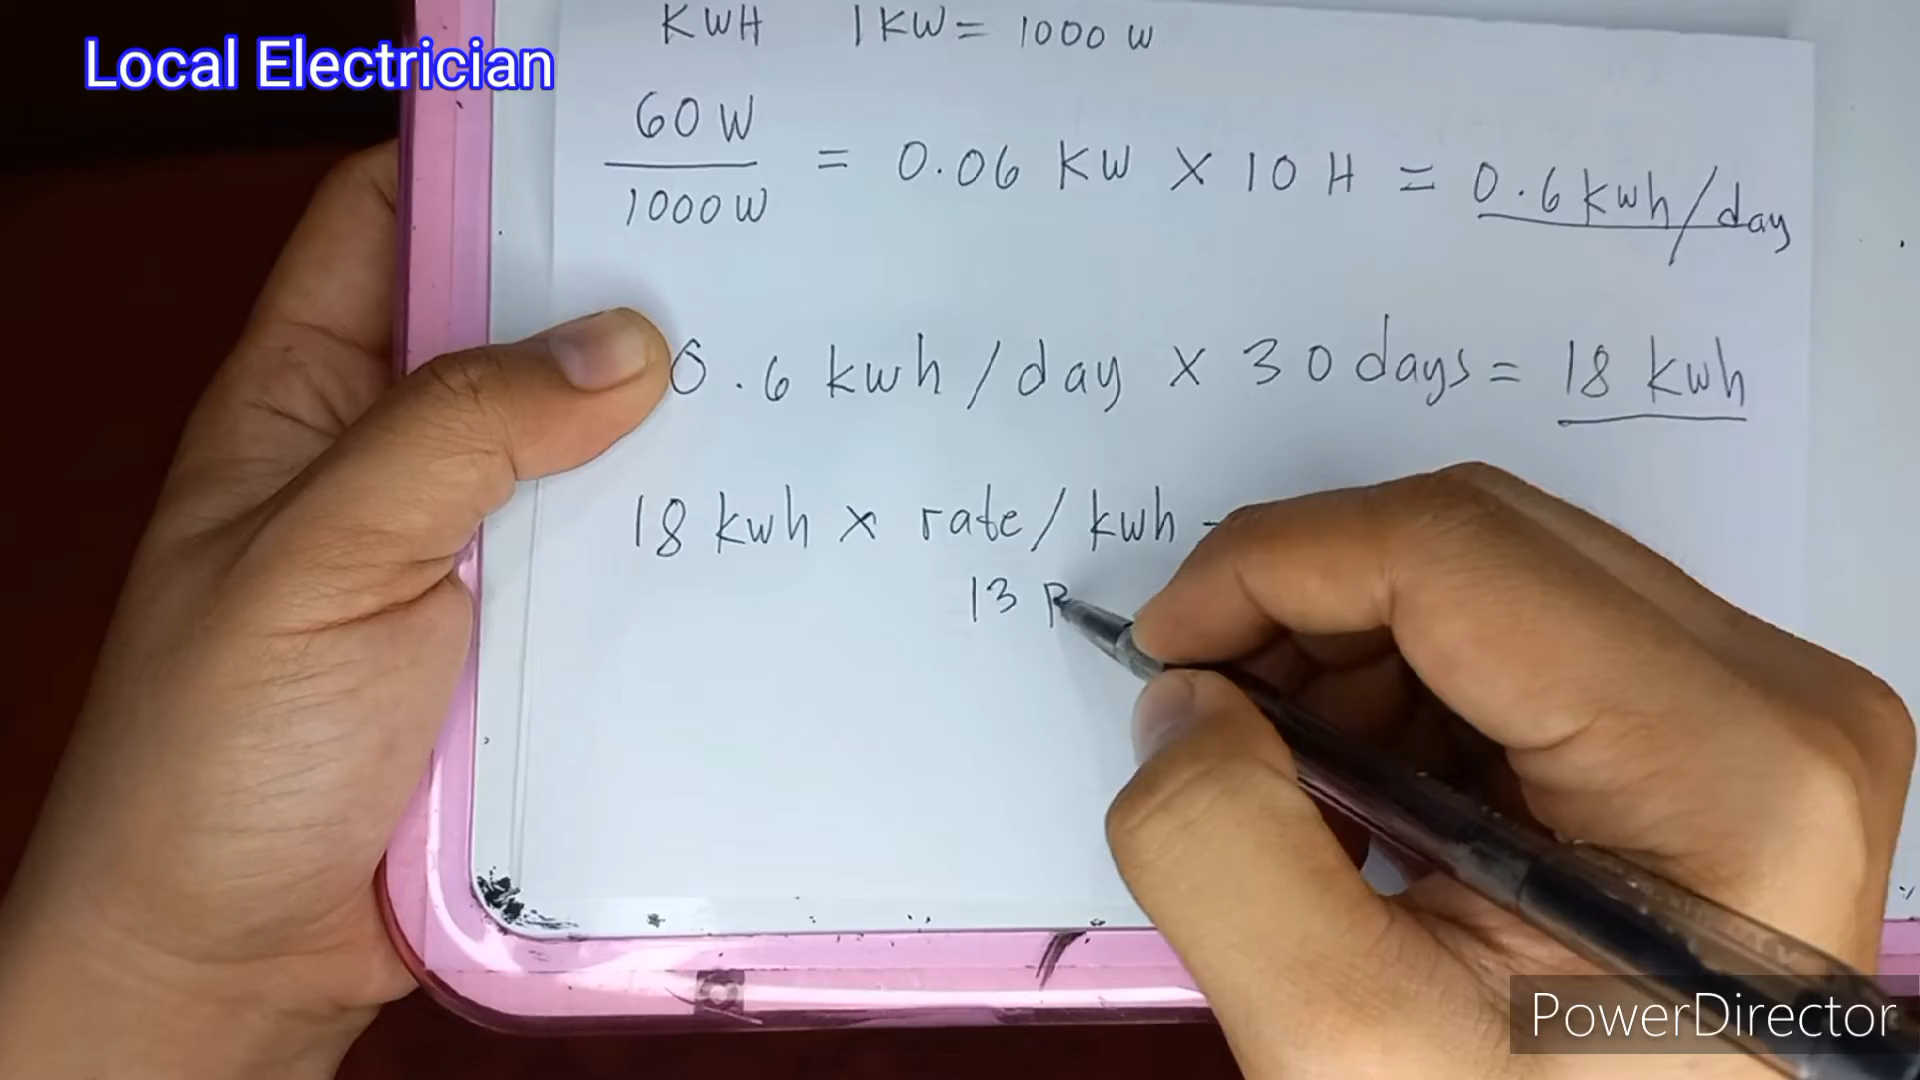 KWH 1KW= 1000 W
Local Electrician
60 W
1000 W
= 0.06 KW X 10 H = 0.6 kwh/day
0.6 kwh/day X 30 days = 18 kwh
18 kwh x rate/kwh
13 P
PowerDirector